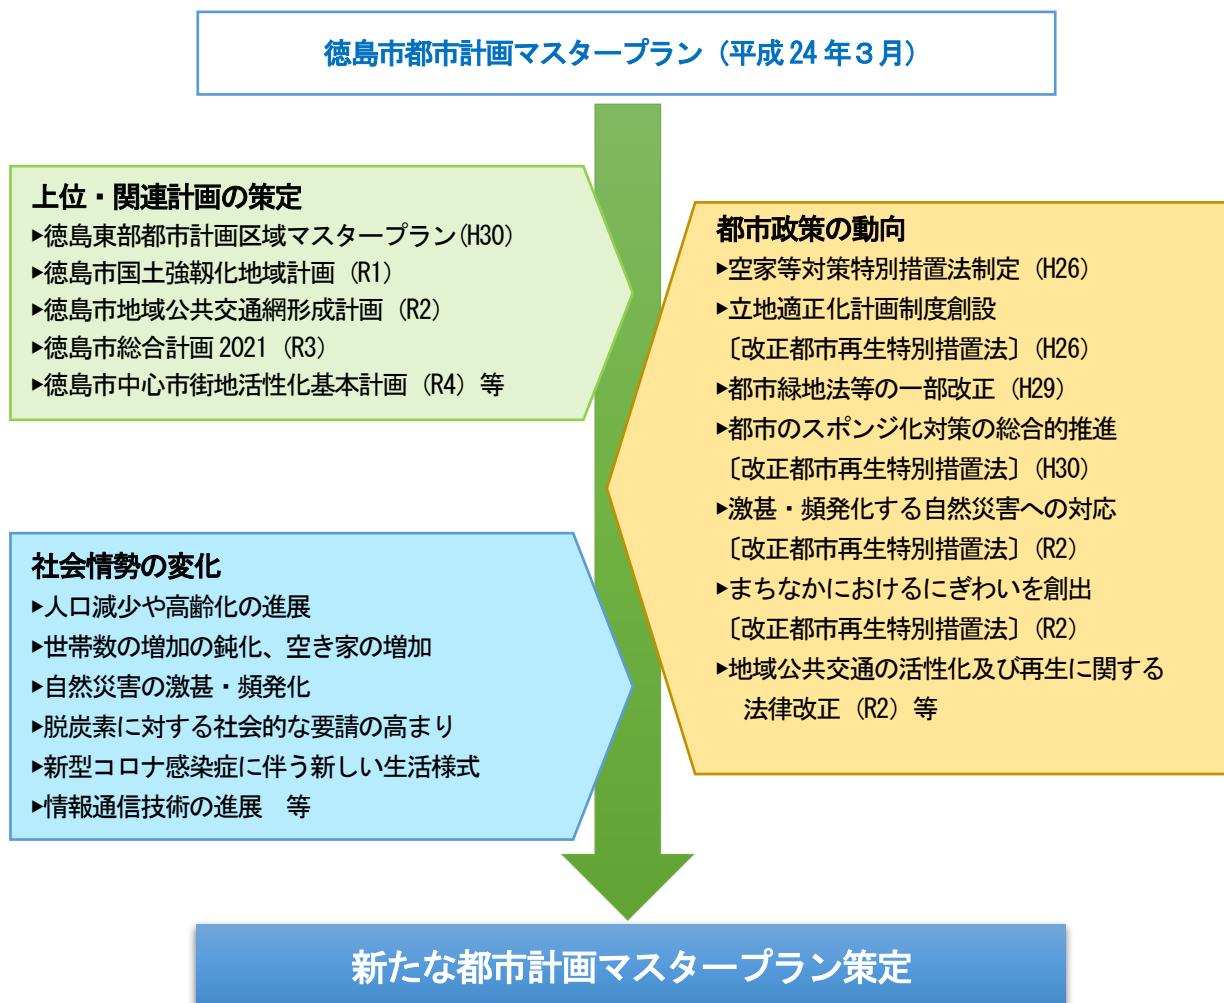 徳島市都市計画マスタープラン（平成24年３月）
上位・関連計画の策定
▶徳島東部都市計画区域マスタープラン(H30)
▶徳島市国土強靱化地域計画（R1）
▶徳島市地域公共交通網形成計画（R2）
▶徳島市総合計画2021（R3）
▶徳島市中心市街地活性化基本計画（R4）等
都市政策の動向
▶空家等対策特別措置法制定（H26）
▶立地適正化計画制度創設
〔改正都市再生特別措置法〕（H26）
▶都市緑地法等の一部改正（H29）
▶都市のスポンジ化対策の総合的推進
〔改正都市再生特別措置法〕（H30）
▶激甚・頻発化する自然災害への対応
〔改正都市再生特別措置法〕（R2）
▶まちなかにおけるにぎわいを創出
〔改正都市再生特別措置法〕（R2）
▶地域公共交通の活性化及び再生に関する
法律改正（R2）等
社会情勢の変化
▶人口減少や高齢化の進展
▶世帯数の増加の鈍化、空き家の増加
▶自然災害の激甚・頻発化
▶脱炭素に対する社会的な要請の高まり
▶新型コロナ感染症に伴う新しい生活様式
▶情報通信技術の進展　等
新たな都市計画マスタープラン策定